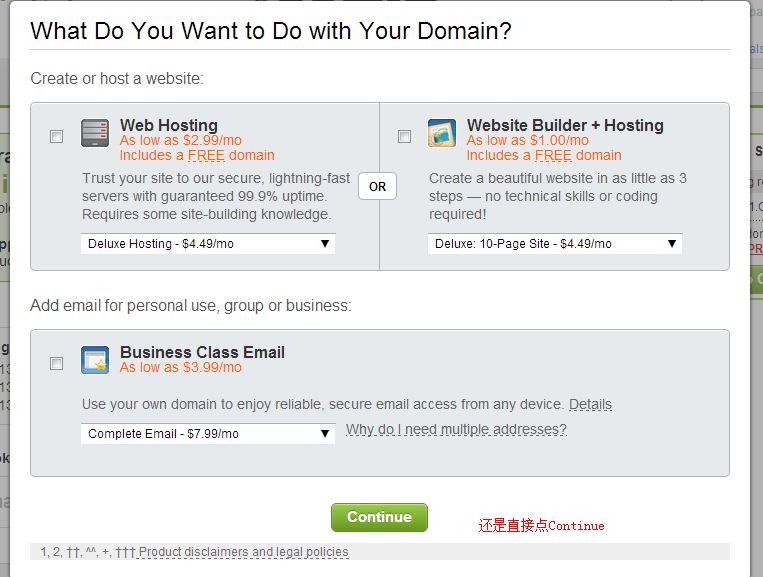 What Do You Want to Do with Your Domain?
Create or host a website:
Web Hosting
As low as $2.99/mo
Includes a FREE domain
Trust your site to our secure, lightning-fast
servers with guaranteed 99.9% uptime.
Requires some site-building knowledge.
Deluxe Hosting - $4.49/mo
OR
Website Builder + Hosting
As low as $1.00/mo
Includes a FREE domain
Create a beautiful website in as little as 3
steps — no technical skills or coding
required!
Deluxe: 10-Page Site - $4.49/mo
Add email for personal use, group or business:
Business Class Email
As low as $3.99/mo
Use your own domain to enjoy reliable, secure email access from any device. Details
Complete Email - $7.99/mo
Why do I need multiple addresses?
Continue
还是直接点Continue
1, 2, ††, ^^, +, ††† Product disclaimers and legal policies